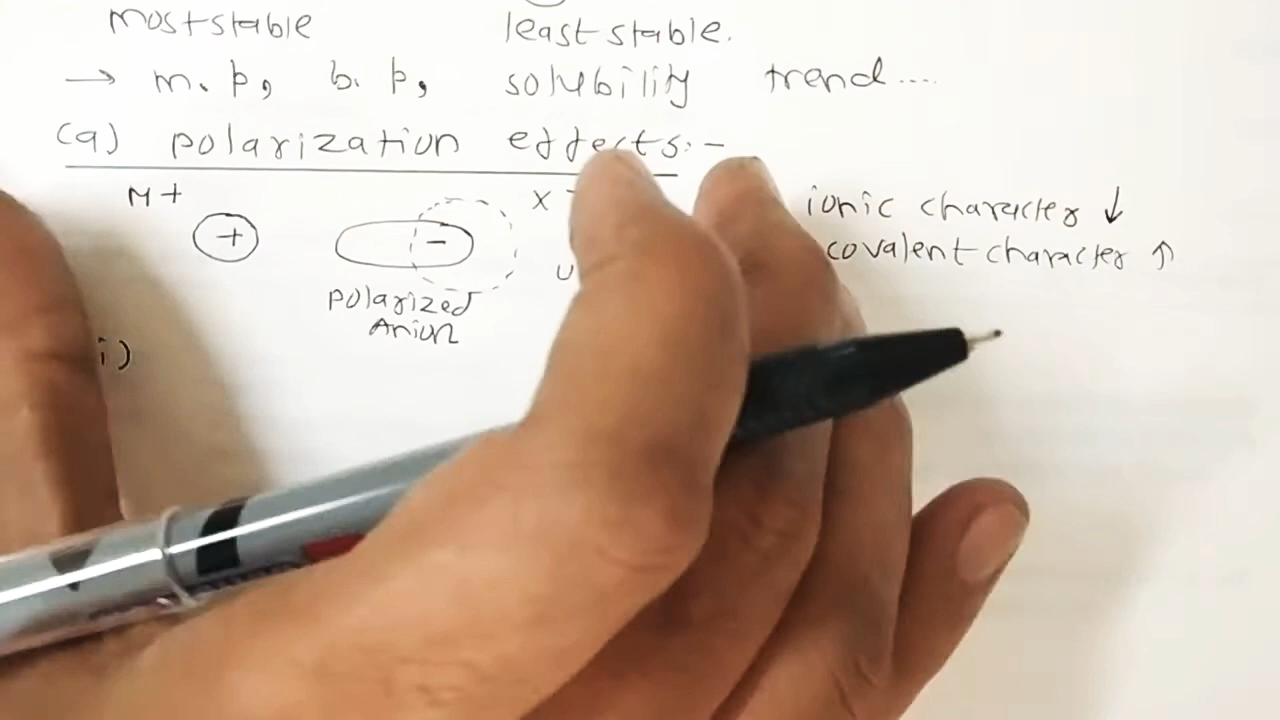 most stable least stable.
→ m.p, b.p, solubility trend....
(a) polarization effects:-
M+ + - X
ionic character ↓
covalent character ↑
polarized
Anion
i)